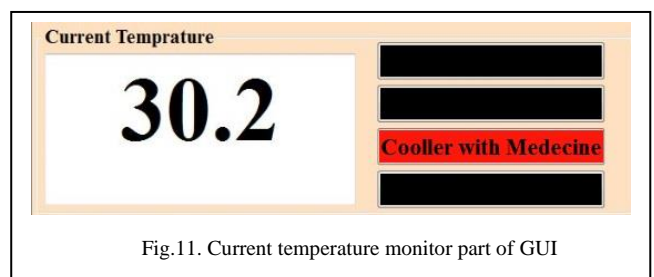 Current Temprature
30.2
Cooller with Medecine
Fig.11. Current temperature monitor part of GUI